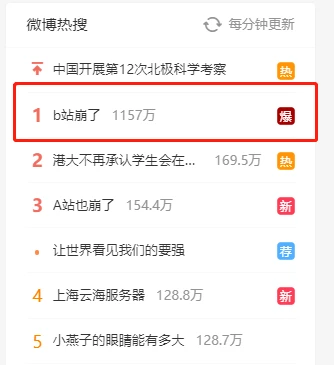 微博热搜 每分钟更新
中国开展第12次北极科学考察 热
1 b站崩了 1157万 爆
2 港大不再承认学生会在... 169.5万 热
3 A站也崩了 154.4万 新
• 让世界看见我们的要强 荐
4 上海云海服务器 128.8万 新
5 小燕子的眼睛能有多大 128.7万